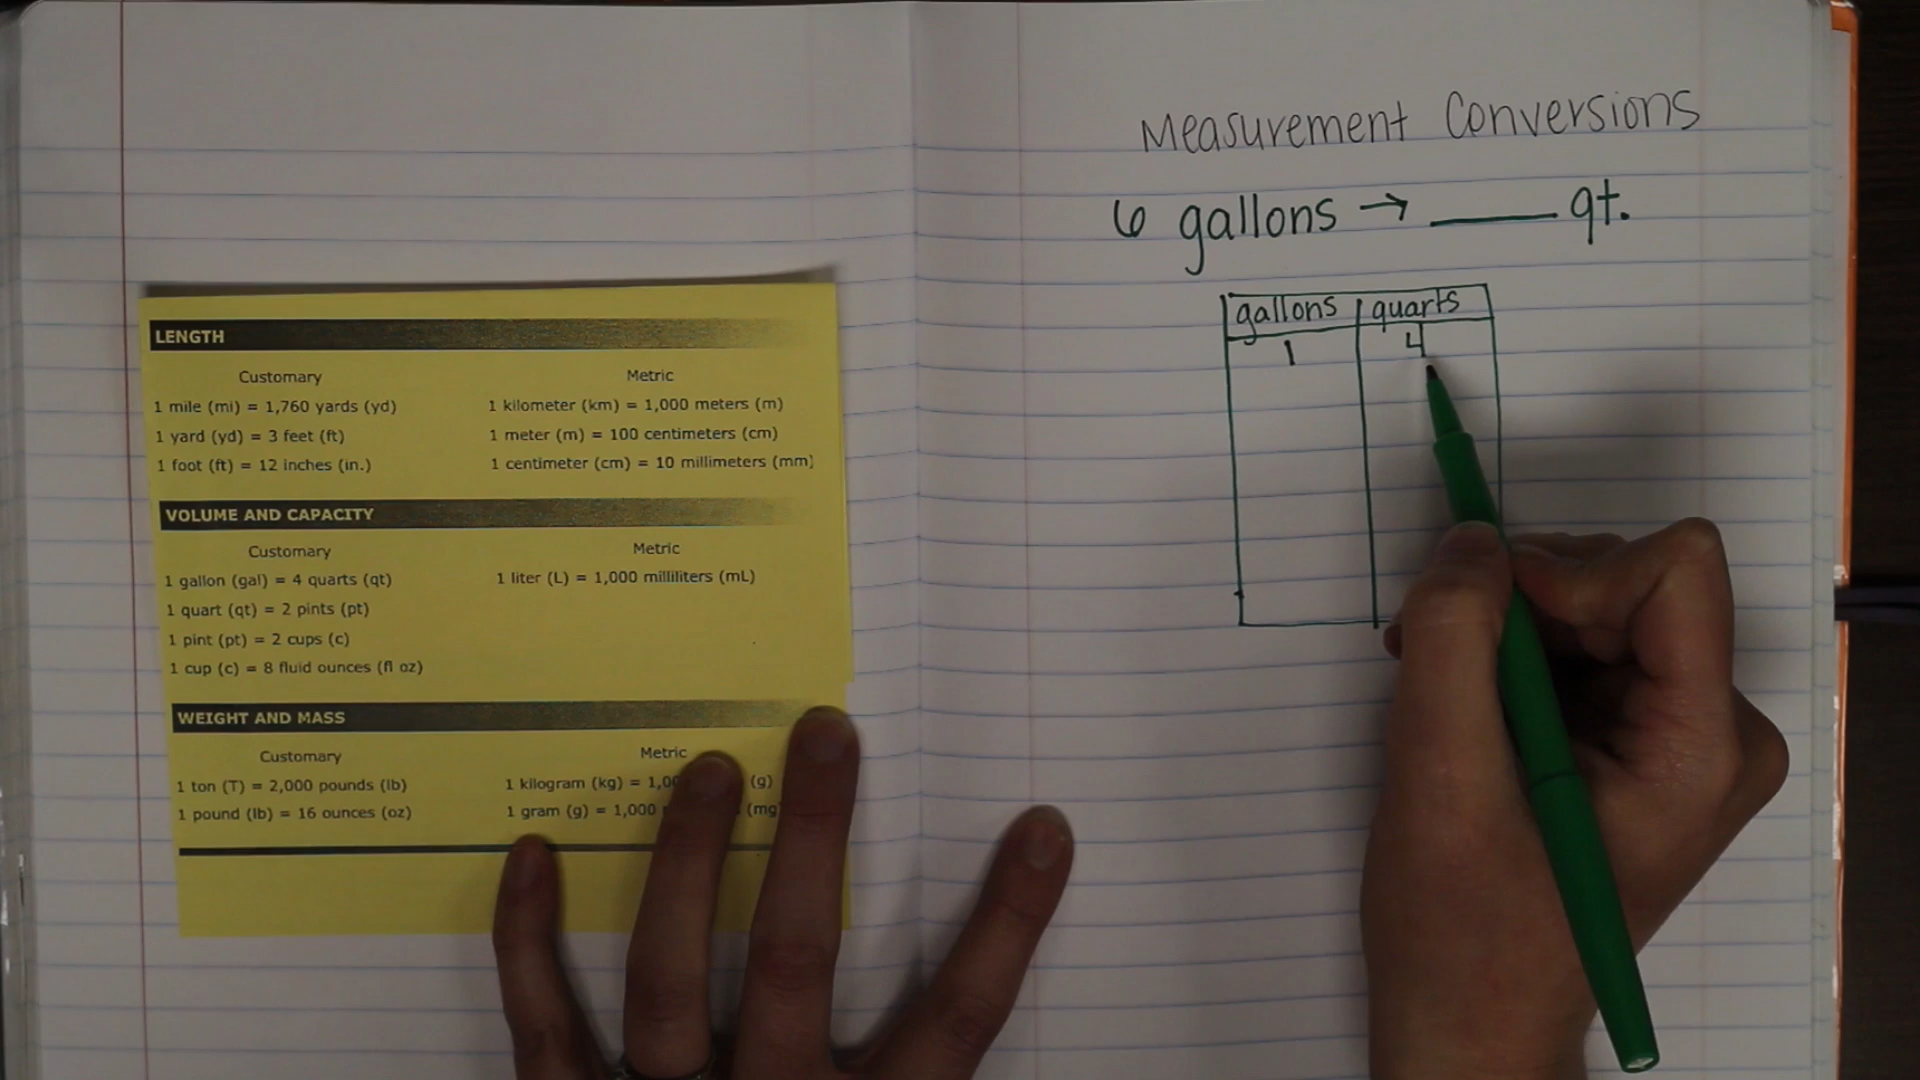 LENGTH
Customary Metric
1 mile (mi) = 1,760 yards (yd) 1 kilometer (km) = 1,000 meters (m)
1 yard (yd) = 3 feet (ft) 1 meter (m) = 100 centimeters (cm)
1 foot (ft) = 12 inches (in.) 1 centimeter (cm) = 10 millimeters (mm)
VOLUME AND CAPACITY
Customary Metric
1 gallon (gal) = 4 quarts (qt) 1 liter (L) = 1,000 milliliters (mL)
1 quart (qt) = 2 pints (pt)
1 pint (pt) = 2 cups (c)
1 cup (c) = 8 fluid ounces (fl oz)
WEIGHT AND MASS
Customary Metric
1 ton (T) = 2,000 pounds (lb) 1 kilogram (kg) = 1,00 (g)
1 pound (lb) = 16 ounces (oz) 1 gram (g) = 1,000 (mg
Measurement Conversions
6 gallons → ____ qt.
gallons quarts
1 4